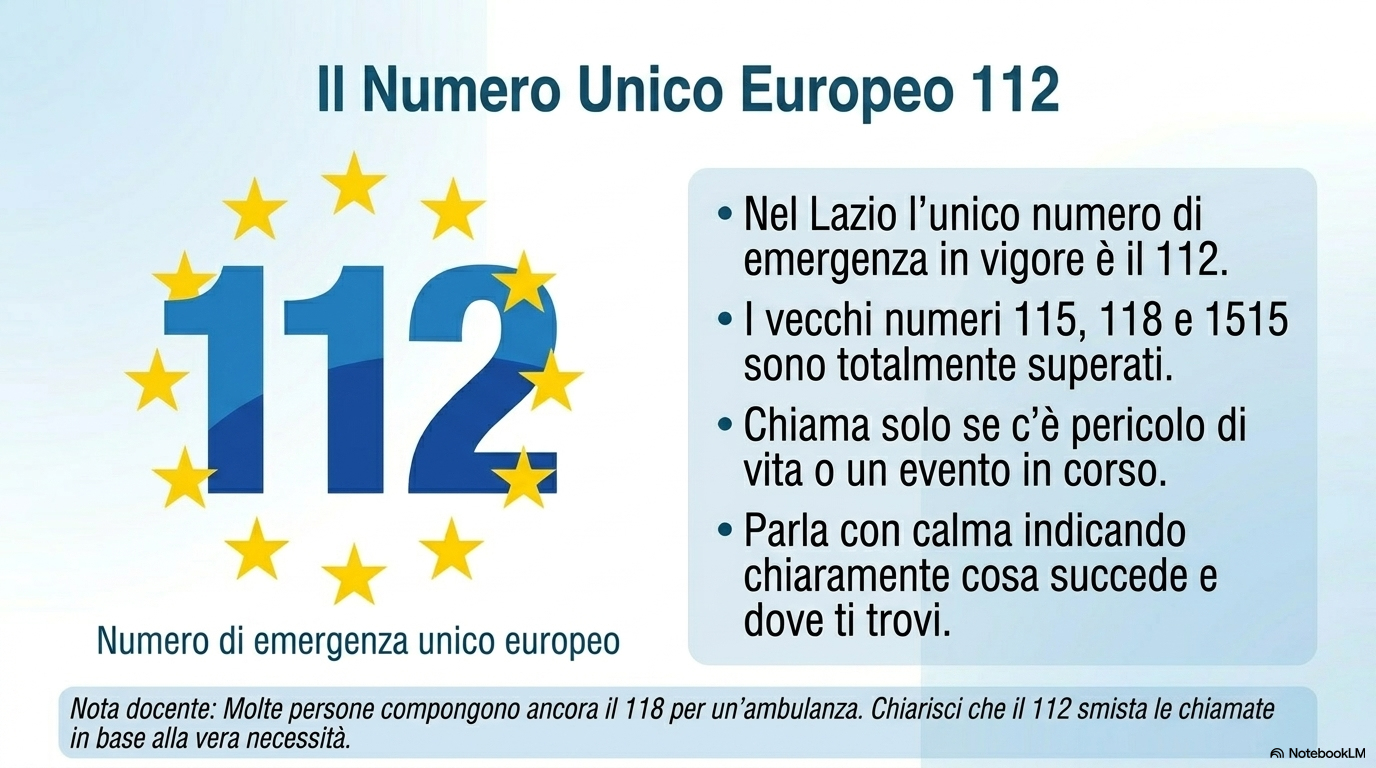 Il Numero Unico Europeo 112
112
Numero di emergenza unico europeo
• Nel Lazio l’unico numero di
emergenza in vigore è il 112.
• I vecchi numeri 115, 118 e 1515
sono totalmente superati.
• Chiama solo se c’è pericolo di
vita o un evento in corso.
• Parla con calma indicando
chiaramente cosa succede e
dove ti trovi.
Nota docente: Molte persone compongono ancora il 118 per un’ambulanza. Chiarisci che il 112 smista le chiamate
in base alla vera necessità.
NotebookLM